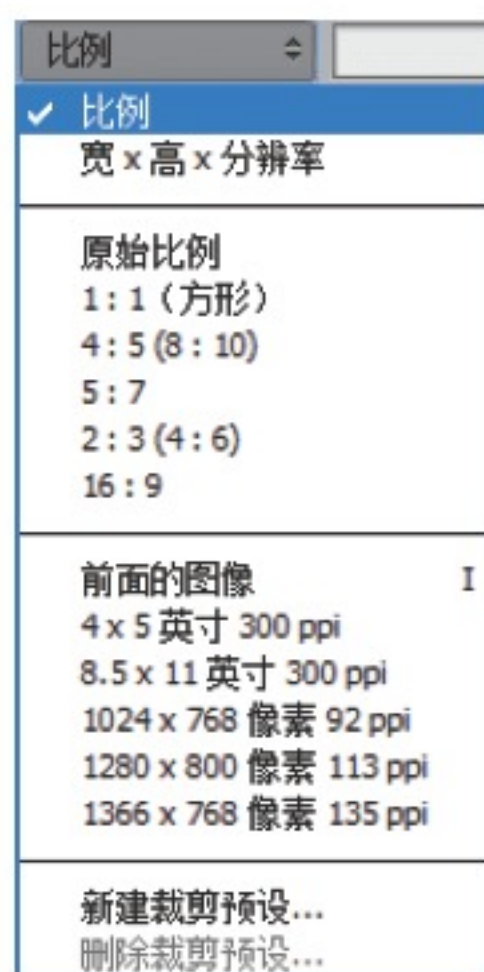 比例
比例
宽 x 高 x 分辨率
原始比例
1 : 1（方形）
4 : 5 (8 : 10)
5 : 7
2 : 3 (4 : 6)
16 : 9
前面的图像 I
4 x 5 英寸 300 ppi
8.5 x 11 英寸 300 ppi
1024 x 768 像素 92 ppi
1280 x 800 像素 113 ppi
1366 x 768 像素 135 ppi
新建裁剪预设...
删除裁剪预设...